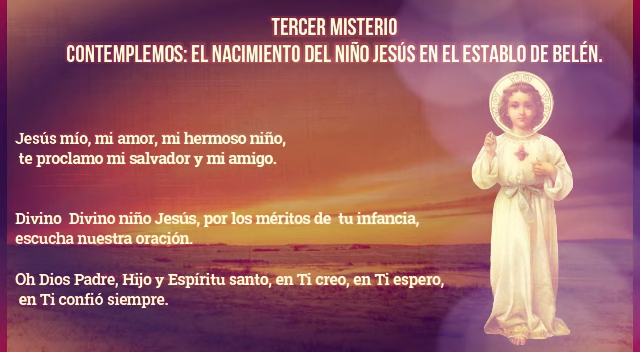 TERCER MISTERIO
CONTEMPLEMOS: EL NACIMIENTO DEL NIÑO JESÚS EN EL ESTABLO DE BELÉN.
Jesús mío, mi amor, mi hermoso niño,
te proclamo mi salvador y mi amigo.
Divino Divino niño Jesús, por los méritos de tu infancia,
escucha nuestra oración.
Oh Dios Padre, Hijo y Espíritu santo, en Ti creo, en Ti espero,
en Ti confió siempre.